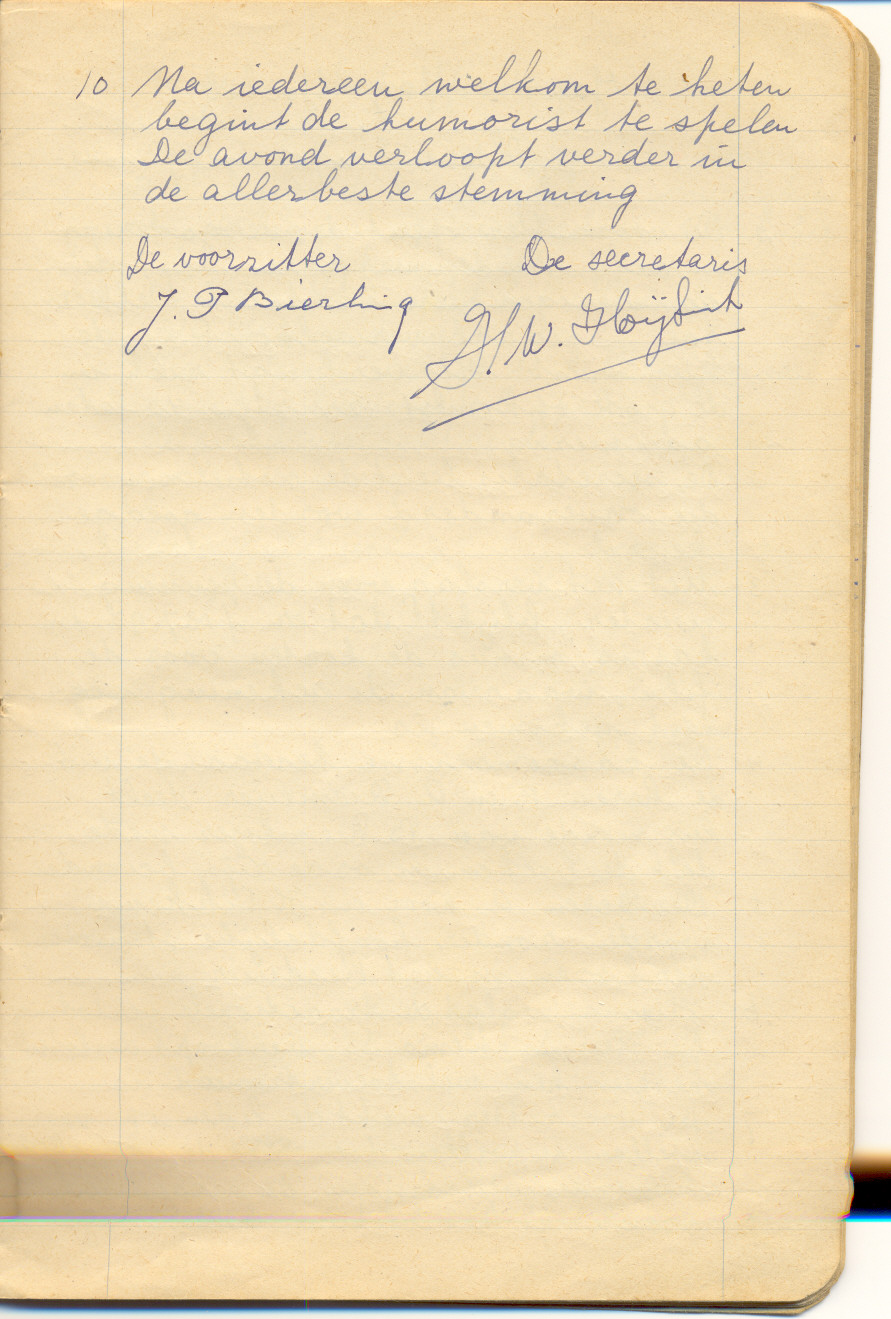 10 Na iedereen welkom te heten
begint de humorist te spelen
De avond verloopt verder in
de allerbeste stemming
De voorzitter De secretaris
J. P Bierling
W.